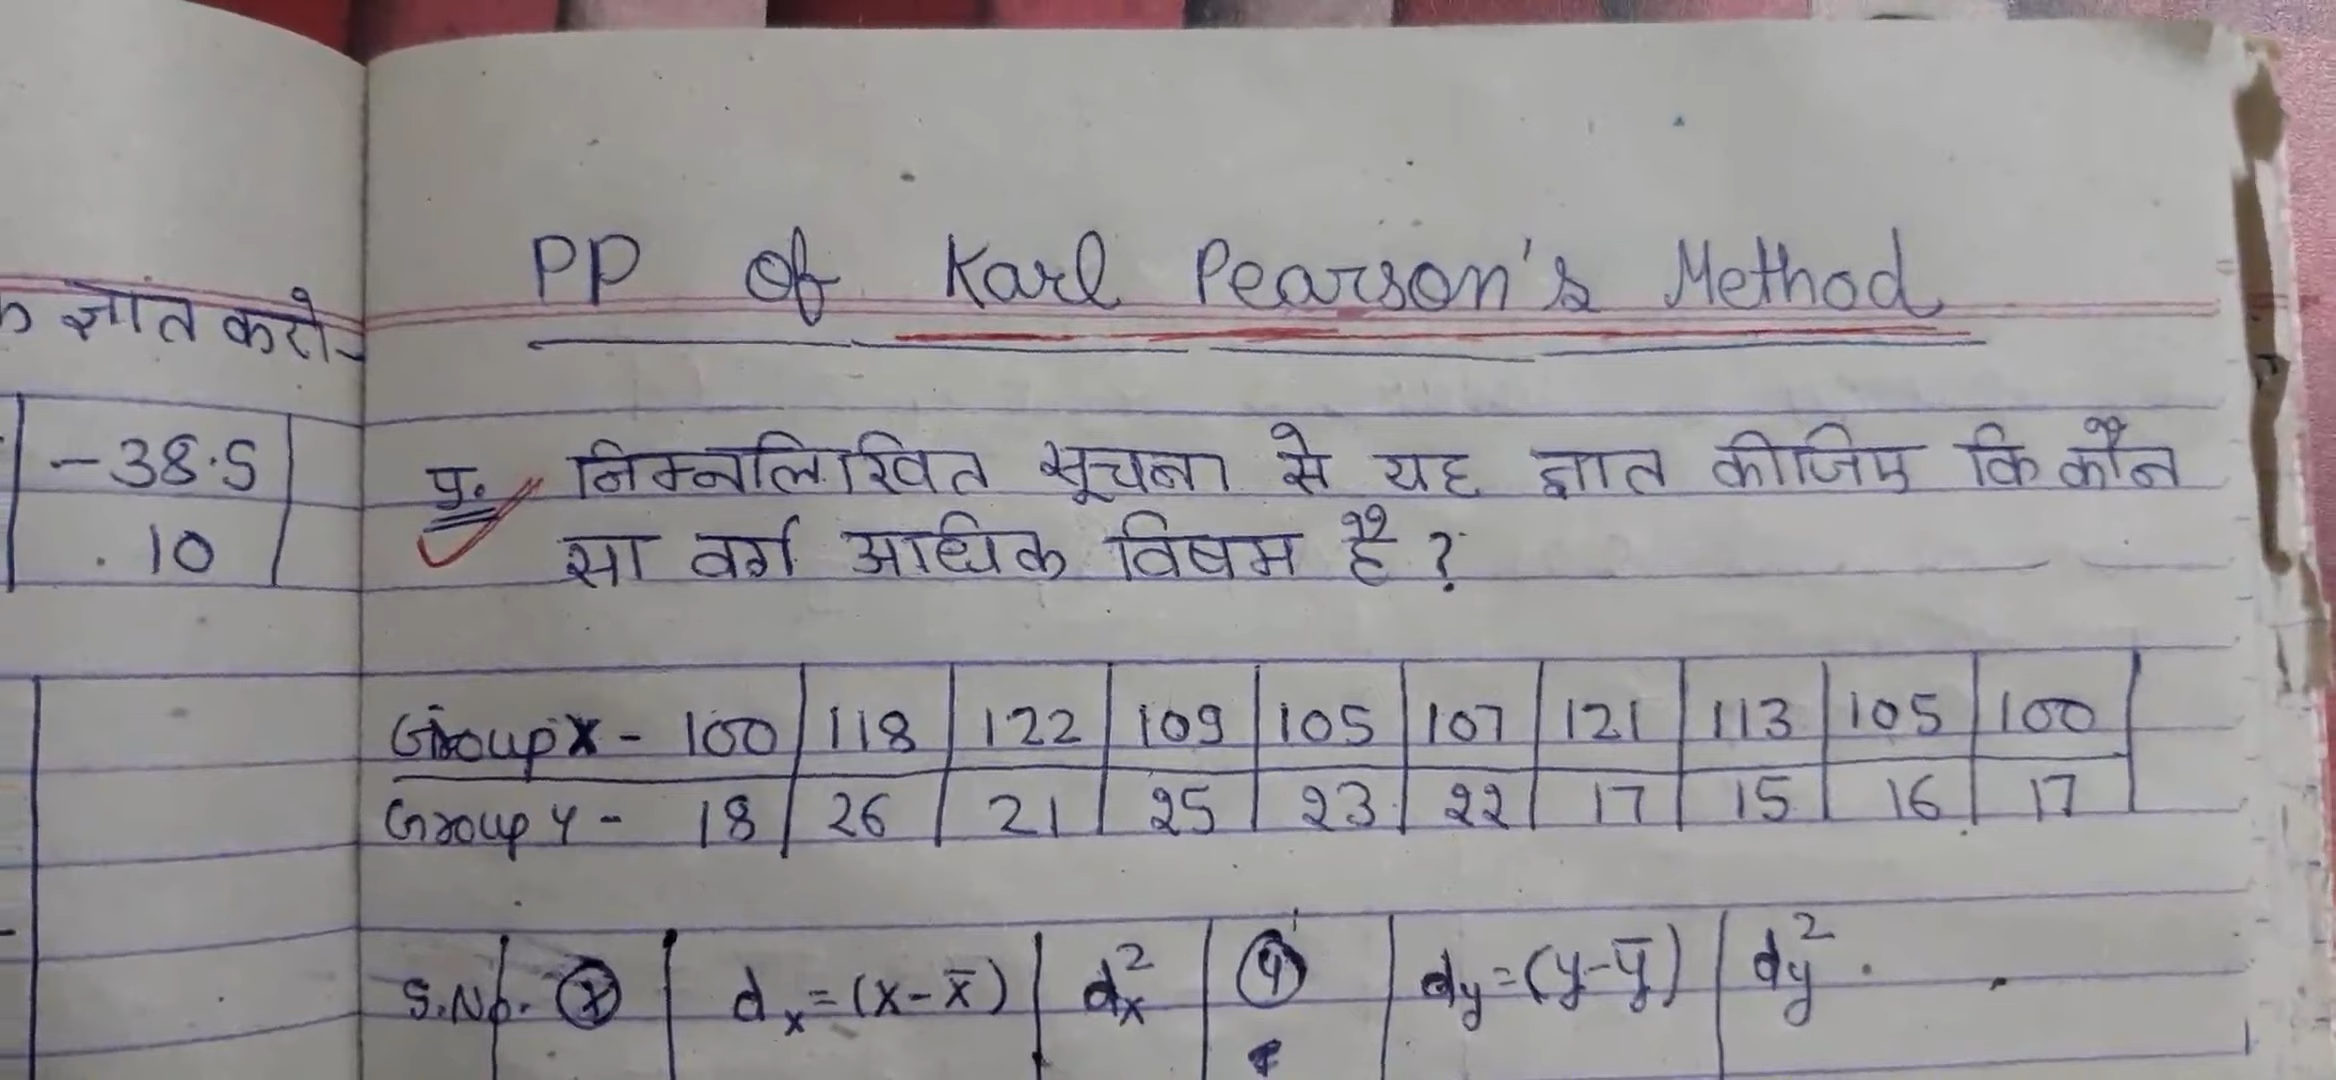 ज्ञात करो-
-38.5
10
PP of Karl Pearson's Method
प्र. निम्नलिखित सूचना से यह ज्ञात कीजिए कि कौन
सा वर्ग अधिक विषम है ?
Group X - 100 118 122 109 105 107 121 113 105 100
Group Y - 18 26 21 25 23 22 17 15 16 17
S.No. X dx=(x-x̄) dx² y dy=(y-ȳ) dy²